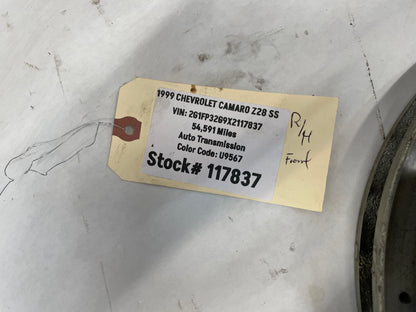 1999 CHEVROLET CAMARO Z28 SS
VIN: 2G1FP32G9X2117837
54,591 Miles
Auto Transmission
Color Code: U9567
Stock# 117837
R/H
Front